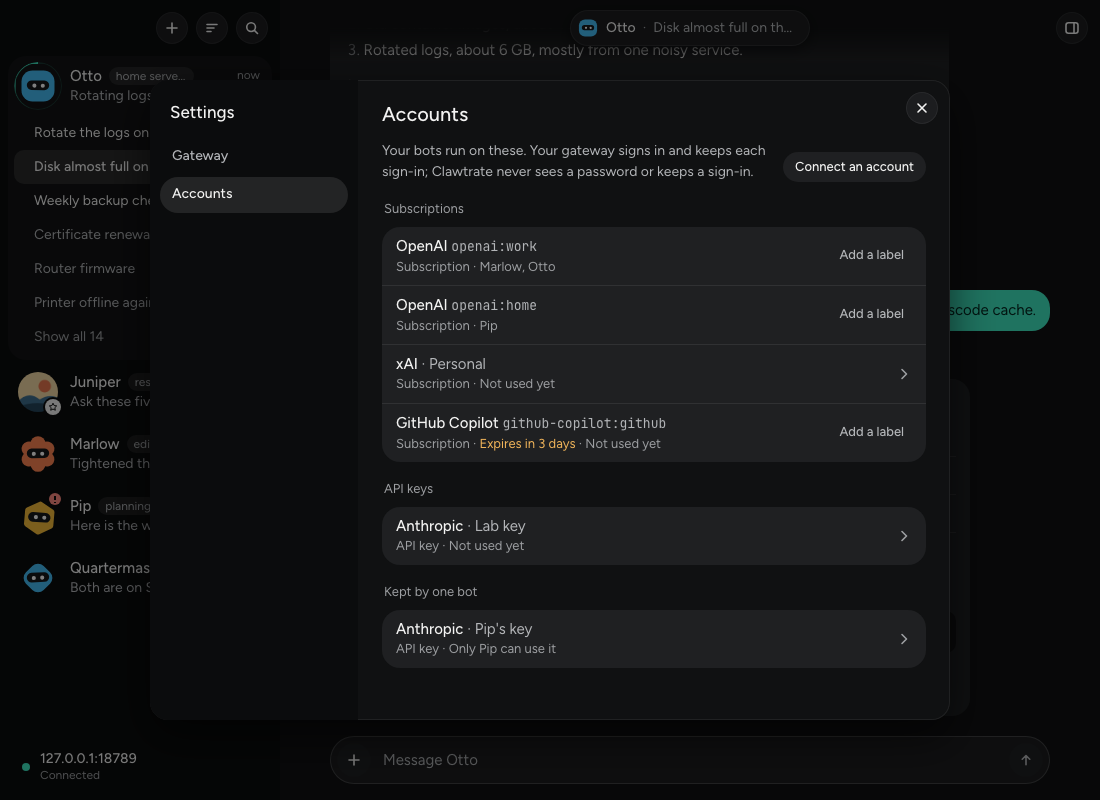 Otto · Disk almost full on th…
3. Rotated logs, about 6 GB, mostly from one noisy service.
Otto home serve… now
Rotating logs
Rotate the logs on
Disk almost full on
Weekly backup che
Certificate renewa
Router firmware
Printer offline again
Show all 14
Juniper res
Ask these fiv
Marlow edi
Tightened th
Pip planning
Here is the w
Quartermas
Both are on S
127.0.0.1:18789
Connected
Settings
Gateway
Accounts
Accounts
Your bots run on these. Your gateway signs in and keeps each
sign-in; Clawtrate never sees a password or keeps a sign-in.
Connect an account
Subscriptions
OpenAI openai:work
Subscription · Marlow, Otto
Add a label
OpenAI openai:home
Subscription · Pip
Add a label
xAI · Personal
Subscription · Not used yet
GitHub Copilot github-copilot:github
Subscription · Expires in 3 days · Not used yet
Add a label
API keys
Anthropic · Lab key
API key · Not used yet
Kept by one bot
Anthropic · Pip's key
API key · Only Pip can use it
scode cache.
Message Otto